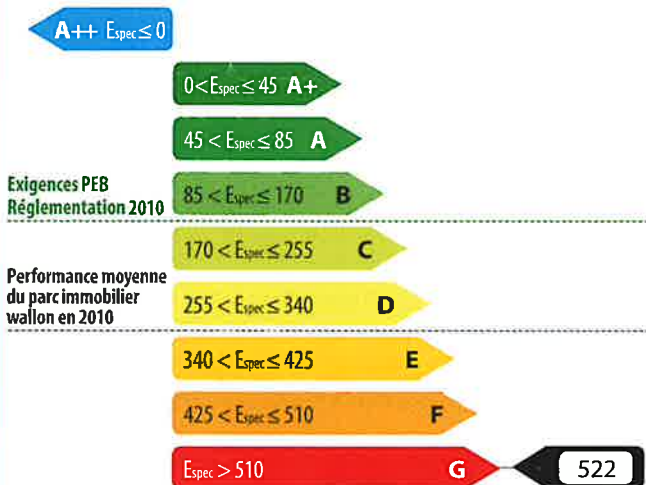 A++ Espec ≤ 0
0 < Espec ≤ 45 A+
45 < Espec ≤ 85 A
Exigences PEB
Réglementation 2010
85 < Espec ≤ 170 B
170 < Espec ≤ 255 C
Performance moyenne
du parc immobilier
wallon en 2010
255 < Espec ≤ 340 D
340 < Espec ≤ 425 E
425 < Espec ≤ 510 F
Espec > 510 G 522